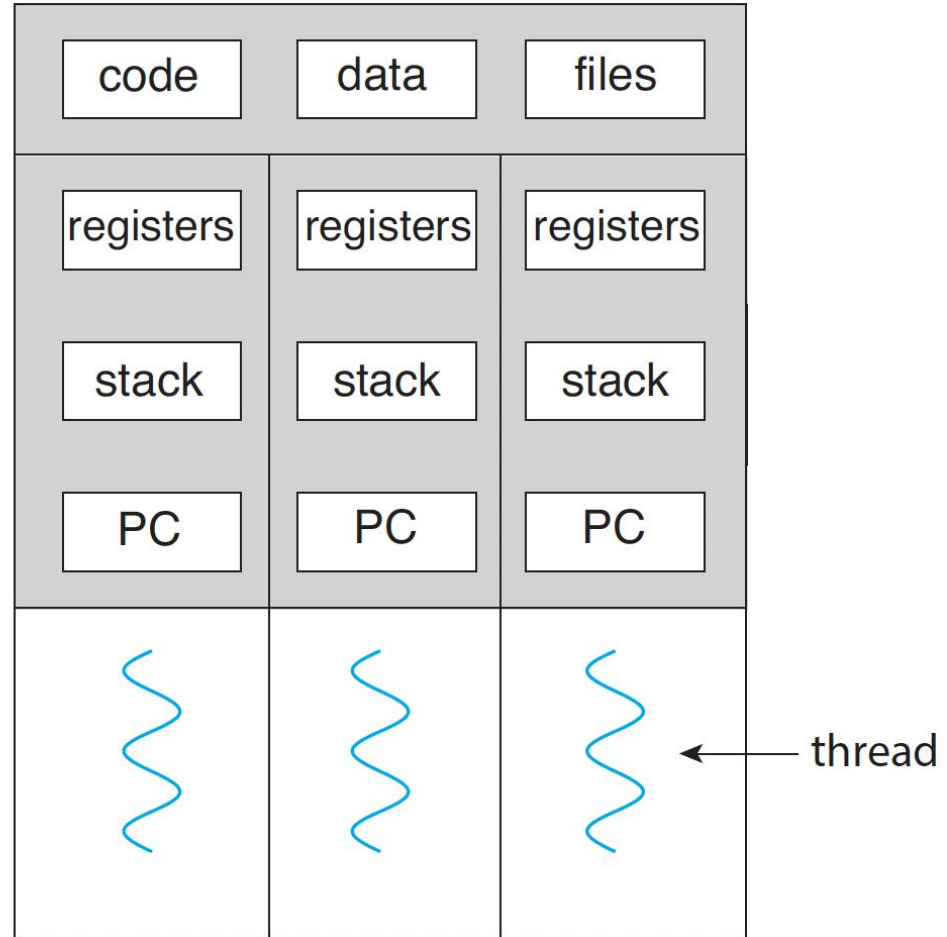 code data files
registers registers registers
stack stack stack
PC PC PC
thread